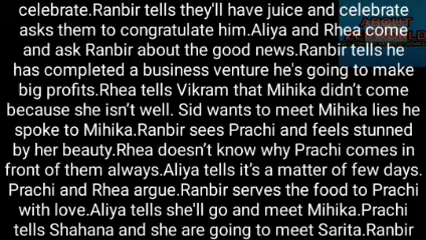 celebrate.Ranbir tells they'll have juice and celebrate
asks them to congratulate him.Aliya and Rhea come
and ask Ranbir about the good news.Ranbir tells he
has completed a business venture he's going to make
big profits.Rhea tells Vikram that Mihika didn't come
because she isn't well. Sid wants to meet Mihika lies he
spoke to Mihika.Ranbir sees Prachi and feels stunned
by her beauty.Rhea doesn't know why Prachi comes in
front of them always.Aliya tells it's a matter of few days.
Prachi and Rhea argue.Ranbir serves the food to Prachi
with love.Aliya tells she'll go and meet Mihika.Prachi
tells Shahana and she are going to meet Sarita.Ranbir
ABOUT